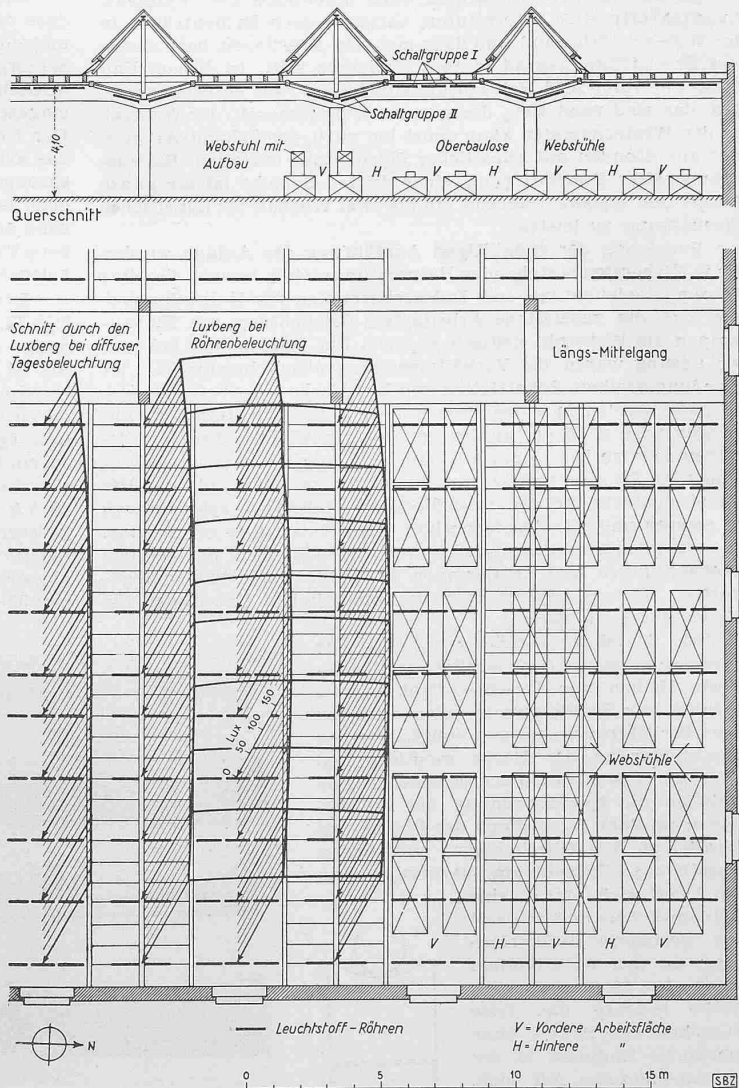 Schaltgruppe I
Schaltgruppe II
4,10
Webstuhl mit
Aufbau
Oberbaulose
Webstühle
V
H
V
H
V
Querschnitt
Schnitt durch den
Luxberg bei diffuser
Tagesbeleuchtung
Luxberg bei
Röhrenbeleuchtung
Längs-Mittelgang
Lux
0 50 100 150
Webstühle
V
H
V
H
V
N
Leuchtstoff-Röhren
V = Vordere Arbeitsfläche
H = Hintere "
0 5 10 15 m
SBZ